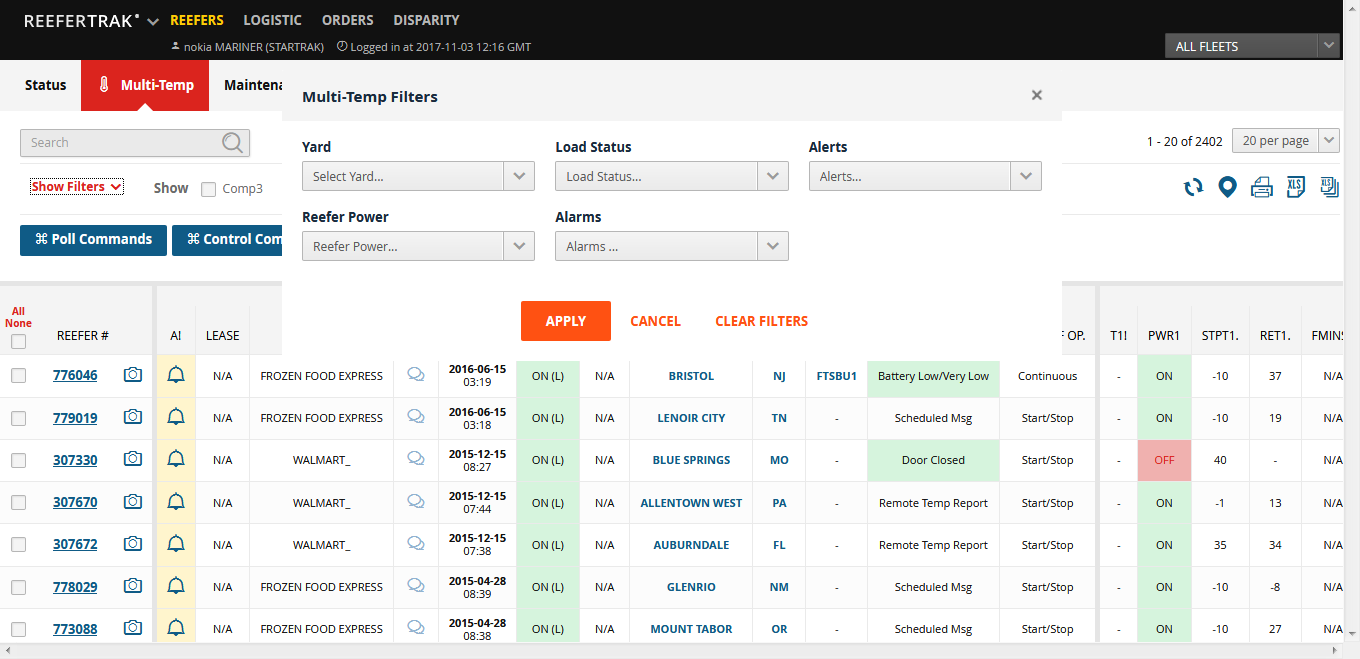 REEFERTRAK REEFERS LOGISTIC ORDERS DISPARITY
nokia MARINER (STARTRAK) Logged in at 2017-11-03 12:16 GMT
ALL FLEETS
Status Multi-Temp Maintena
Multi-Temp Filters ×
Search
1 - 20 of 2402 20 per page
Yard Load Status Alerts
Select Yard... Load Status... Alerts...
Show Filters Show Comp3
XLS XLS
Reefer Power Alarms
Reefer Power... Alarms ...
⌘ Poll Commands ⌘ Control Com
APPLY CANCEL CLEAR FILTERS
All
None
REEFER # A! LEASE F OP. T1! PWR1 STPT1. RET1. FMINS
776046 N/A FROZEN FOOD EXPRESS 2016-06-15 03:19 ON (L) N/A BRISTOL NJ FTSBU1 Battery Low/Very Low Continuous - ON -10 37 N/A
779019 N/A FROZEN FOOD EXPRESS 2016-06-15 03:18 ON (L) N/A LENOIR CITY TN - Scheduled Msg Start/Stop - ON -10 19 N/A
307330 N/A WALMART_ 2015-12-15 08:27 ON (L) N/A BLUE SPRINGS MO - Door Closed Start/Stop - OFF 40 - N/A
307670 N/A WALMART_ 2015-12-15 07:44 ON (L) N/A ALLENTOWN WEST PA - Remote Temp Report Start/Stop - ON -1 13 N/A
307672 N/A WALMART_ 2015-12-15 07:38 ON (L) N/A AUBURNDALE FL - Remote Temp Report Start/Stop - ON 35 34 N/A
778029 N/A FROZEN FOOD EXPRESS 2015-04-28 08:39 ON (L) N/A GLENRIO NM - Scheduled Msg Start/Stop - ON -10 -8 N/A
773088 N/A FROZEN FOOD EXPRESS 2015-04-28 08:38 ON (L) N/A MOUNT TABOR OR - Scheduled Msg Start/Stop - ON -10 27 N/A